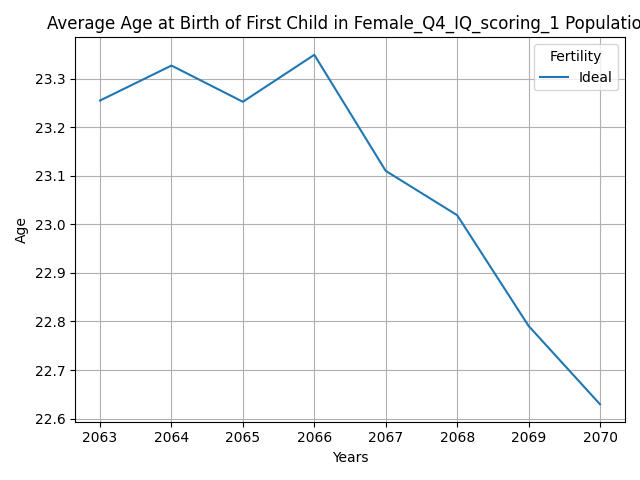 Average Age at Birth of First Child in Female_Q4_IQ_scoring_1 Populatio
Fertility
Ideal
23.3
23.2
23.1
23.0
22.9
22.8
22.7
22.6
Age
2063 2064 2065 2066 2067 2068 2069 2070
Years